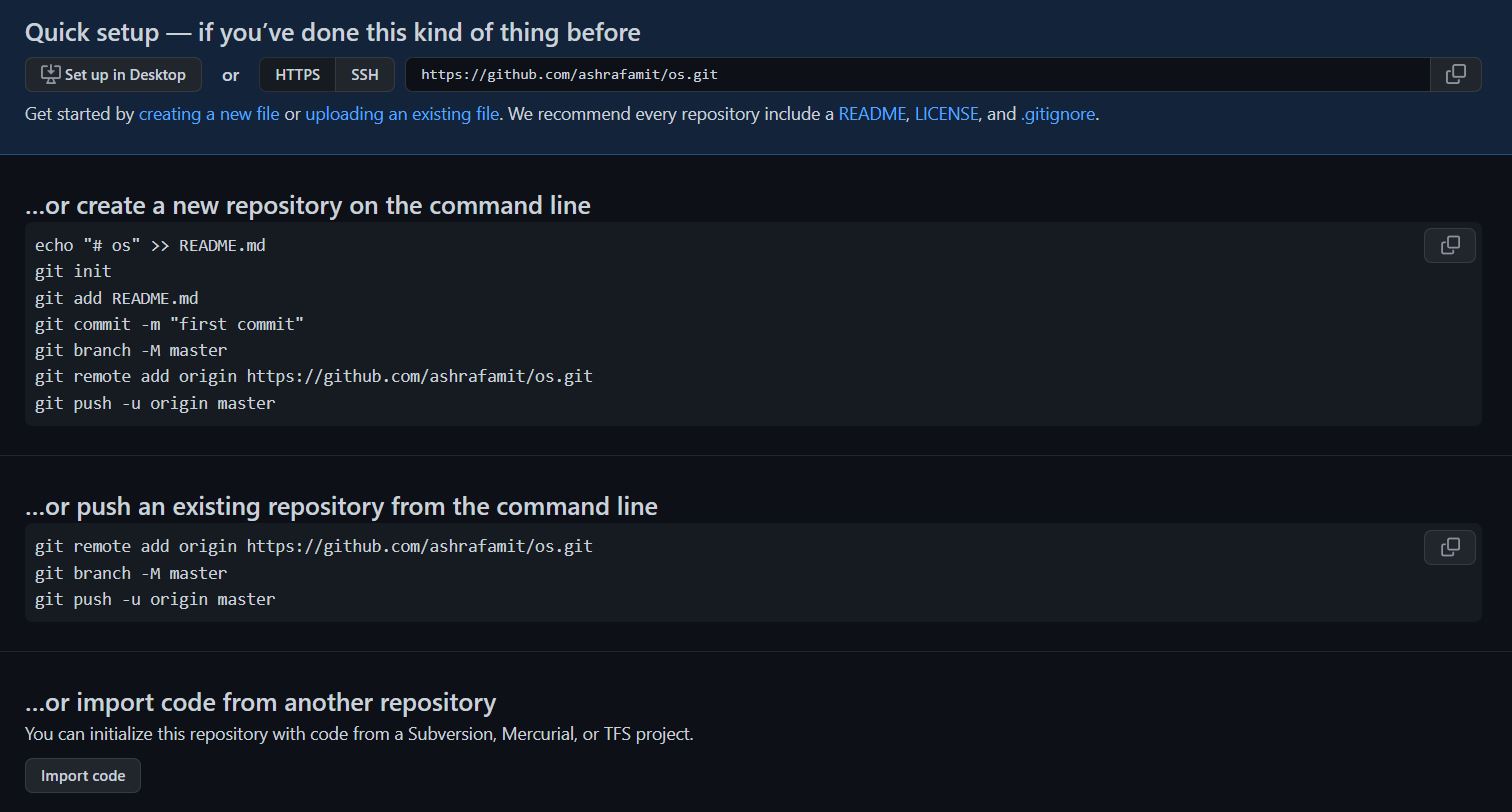 Quick setup — if you’ve done this kind of thing before
Set up in Desktop or HTTPS SSH https://github.com/ashrafamit/os.git
Get started by creating a new file or uploading an existing file. We recommend every repository include a README, LICENSE, and .gitignore.
…or create a new repository on the command line
echo "# os" >> README.md
git init
git add README.md
git commit -m "first commit"
git branch -M master
git remote add origin https://github.com/ashrafamit/os.git
git push -u origin master
…or push an existing repository from the command line
git remote add origin https://github.com/ashrafamit/os.git
git branch -M master
git push -u origin master
…or import code from another repository
You can initialize this repository with code from a Subversion, Mercurial, or TFS project.
Import code